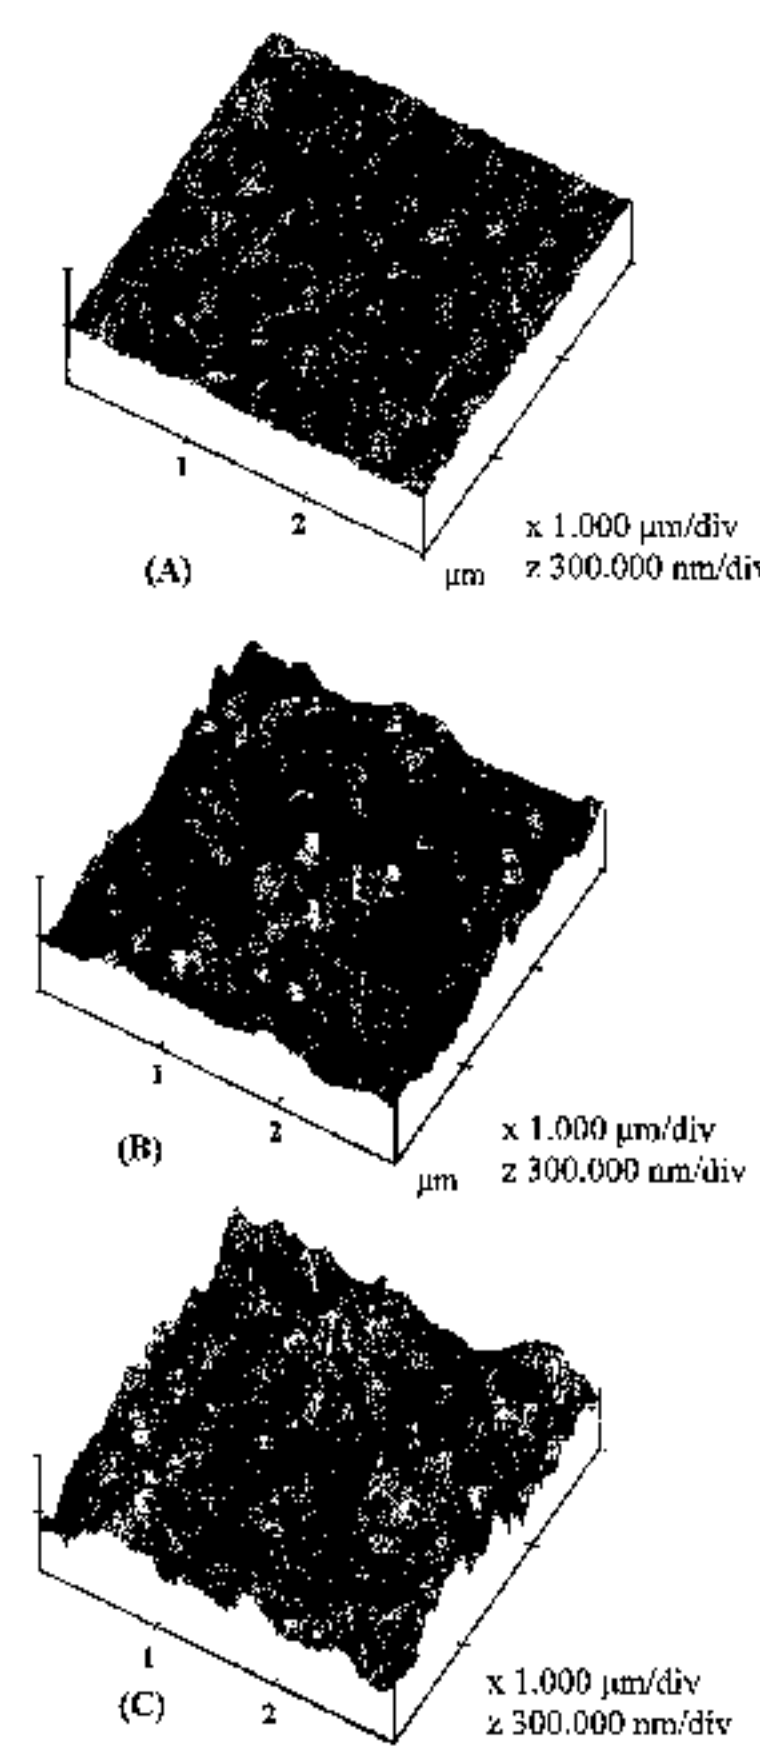 1
2
x 1.000 µm/div
(A)
µm
z 300.000 nm/div
1
2
x 1.000 µm/div
(B)
µm
z 300.000 nm/div
1
x 1.000 µm/div
(C)
2
z 300.000 nm/div